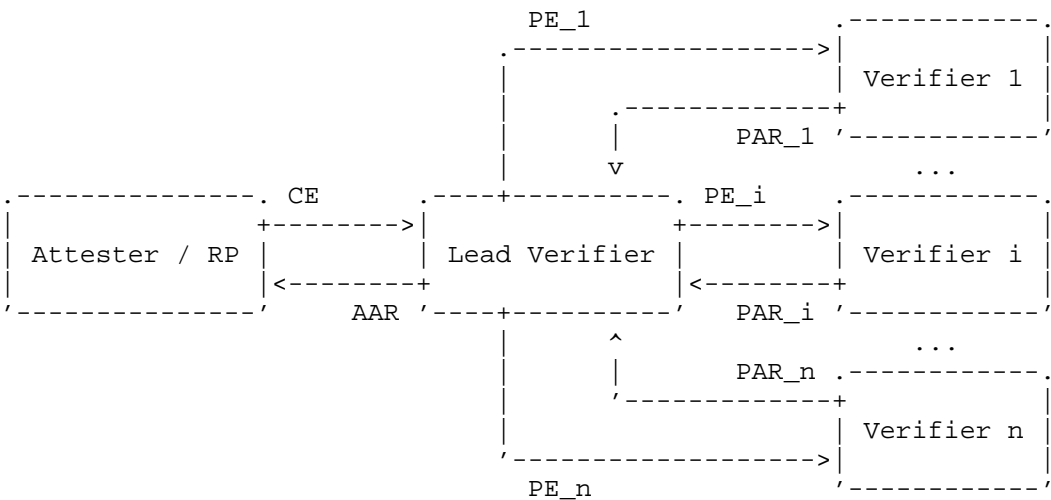 PE_1
Verifier 1
PAR_1
...
CE PE_i
Attester / RP Lead Verifier Verifier i
AAR PAR_i
...
PAR_n
Verifier n
PE_n